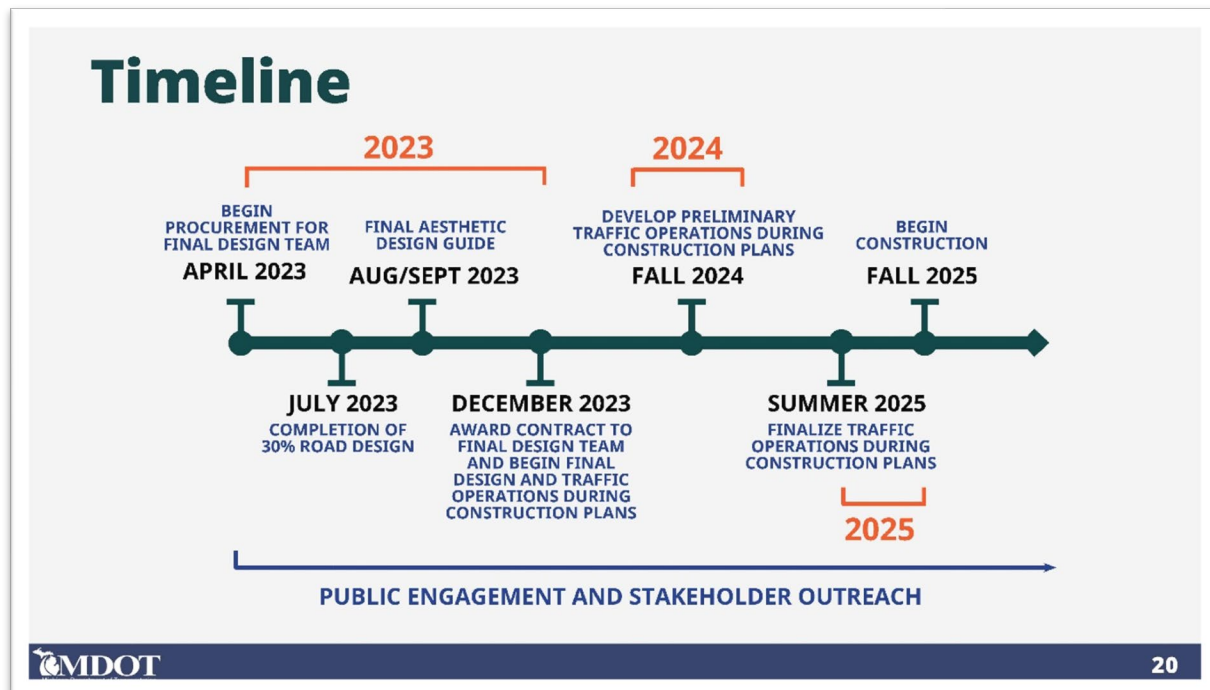 Timeline
2023
2024
BEGIN
PROCUREMENT FOR
FINAL DESIGN TEAM
APRIL 2023
FINAL AESTHETIC
DESIGN GUIDE
AUG/SEPT 2023
DEVELOP PRELIMINARY
TRAFFIC OPERATIONS DURING
CONSTRUCTION PLANS
FALL 2024
BEGIN
CONSTRUCTION
FALL 2025
JULY 2023
COMPLETION OF
30% ROAD DESIGN
DECEMBER 2023
AWARD CONTRACT TO
FINAL DESIGN TEAM
AND BEGIN FINAL
DESIGN AND TRAFFIC
OPERATIONS DURING
CONSTRUCTION PLANS
SUMMER 2025
FINALIZE TRAFFIC
OPERATIONS DURING
CONSTRUCTION PLANS
2025
PUBLIC ENGAGEMENT AND STAKEHOLDER OUTREACH
MDOT
20